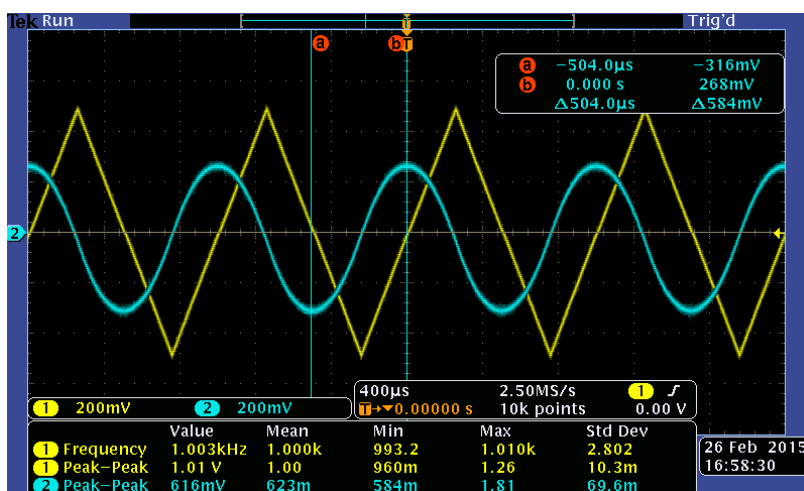 Tek Run Trig'd
a b T
a −504.0µs −316mV
b 0.000 s 268mV
Δ504.0µs Δ584mV
2
400µs 2.50MS/s 1
1 200mV 2 200mV T→▼0.00000 s 10k points 0.00 V
Value Mean Min Max Std Dev
1 Frequency 1.003kHz 1.000k 993.2 1.010k 2.802
1 Peak−Peak 1.01 V 1.00 960m 1.26 10.3m
2 Peak−Peak 616mV 623m 584m 1.81 69.6m
26 Feb 2015
16:58:30